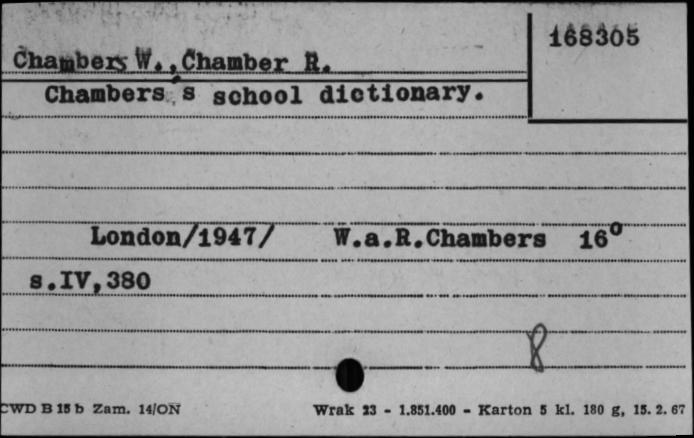 168305
Chambers W., Chamber R.
Chambers's school dictionary.
London/1947/ W.a.R.Chambers 16°
s.IV,380
8
CWD B 15 b Zam. 14/ON Wrak 23 - 1.851.400 - Karton 5 kl. 180 g, 15. 2. 67